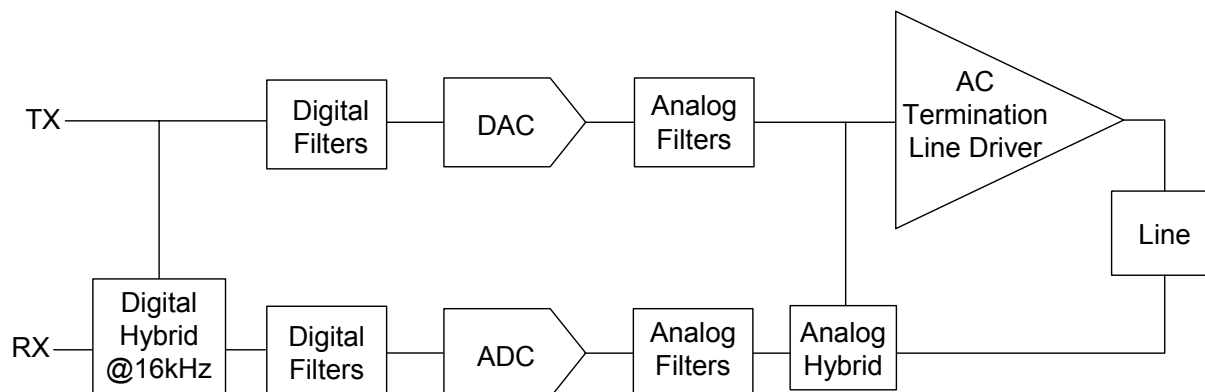 TX
Digital
Filters
DAC
Analog
Filters
AC
Termination
Line Driver
Line
RX
Digital
Hybrid
@16kHz
Digital
Filters
ADC
Analog
Filters
Analog
Hybrid